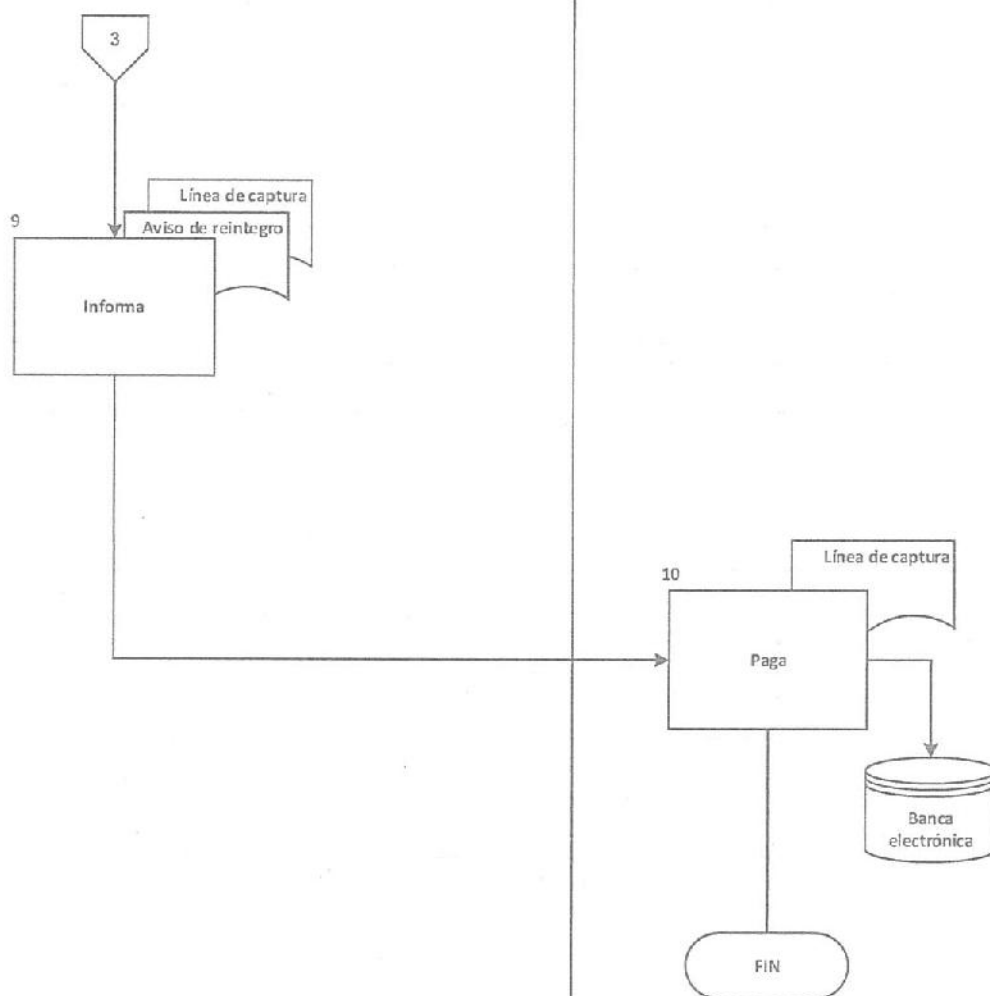 3
Línea de captura
Aviso de reintegro
9
Informa
Línea de captura
10
Paga
Banca
electrónica
FIN